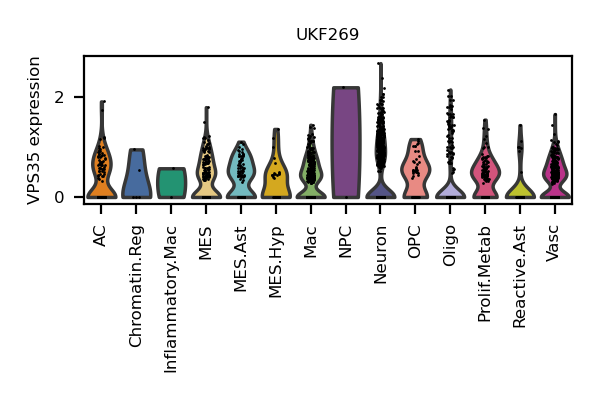 UKF269
VPS35 expression
2
0
AC
Chromatin.Reg
Inflammatory.Mac
MES
MES.Ast
MES.Hyp
Mac
NPC
Neuron
OPC
Oligo
Prolif.Metab
Reactive.Ast
Vasc